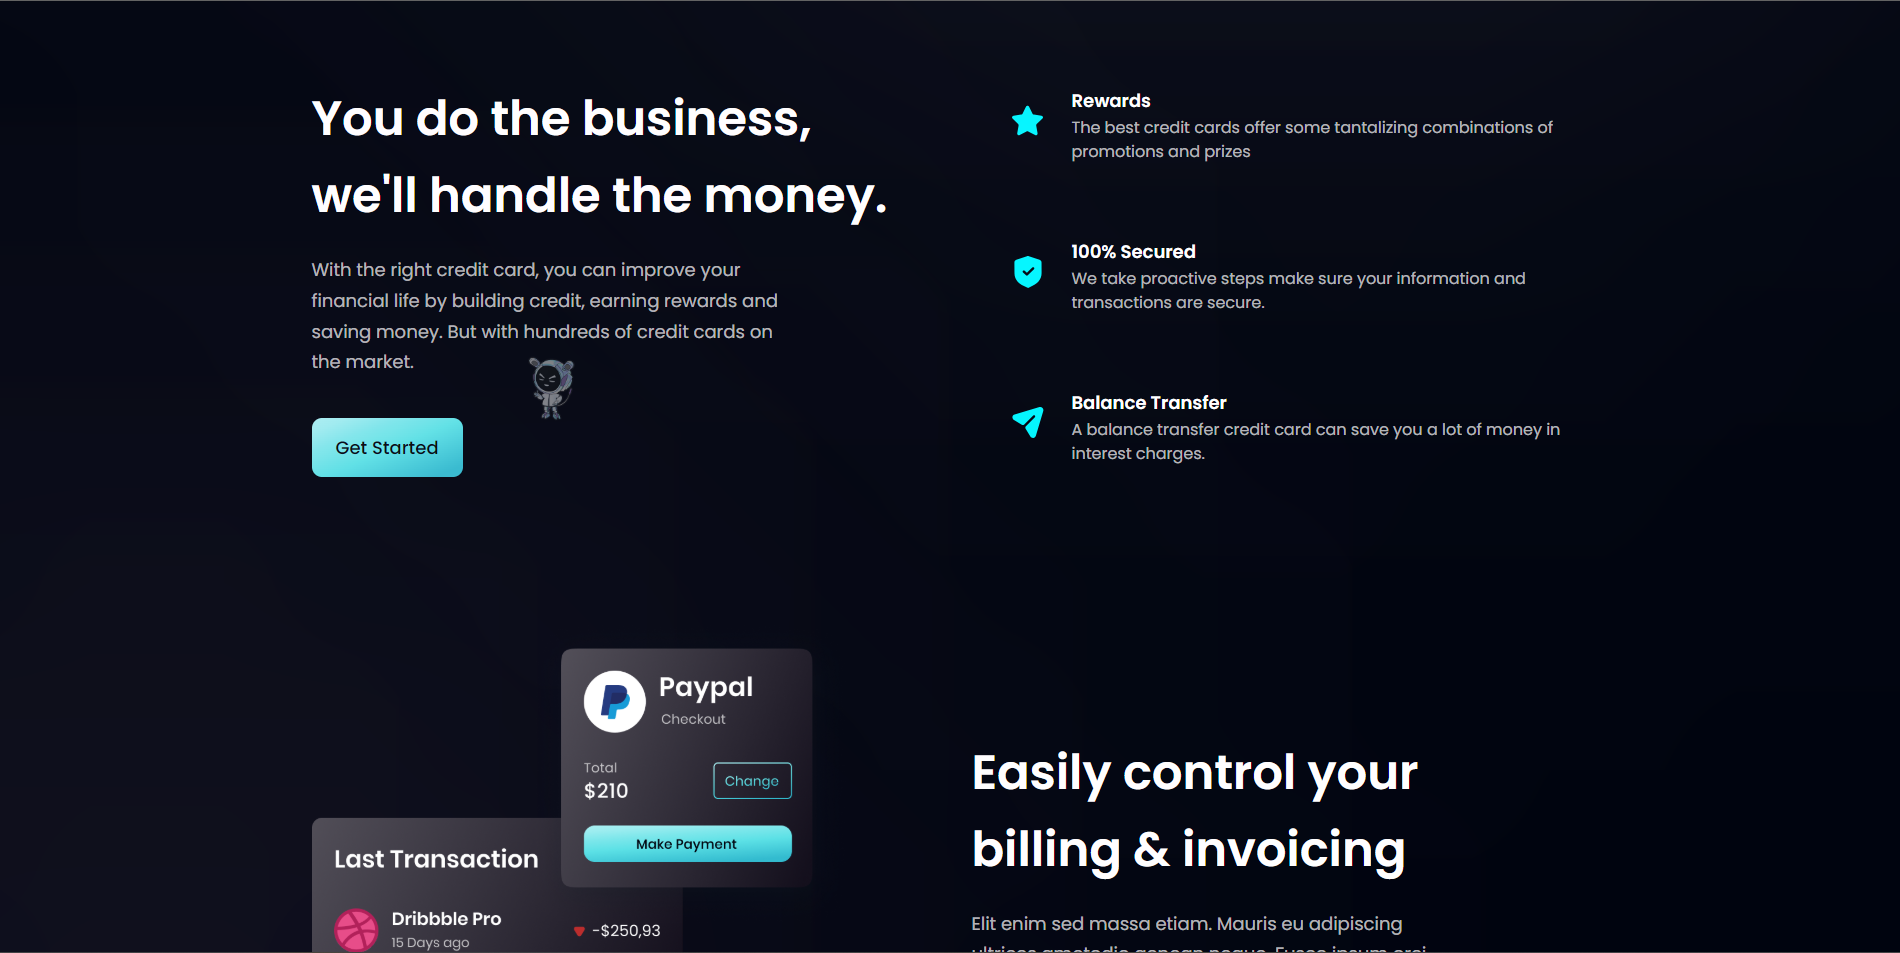 You do the business,
we'll handle the money.
With the right credit card, you can improve your
financial life by building credit, earning rewards and
saving money. But with hundreds of credit cards on
the market.
Get Started
Rewards
The best credit cards offer some tantalizing combinations of
promotions and prizes
100% Secured
We take proactive steps make sure your information and
transactions are secure.
Balance Transfer
A balance transfer credit card can save you a lot of money in
interest charges.
Paypal
Checkout
Total
$210
Change
Make Payment
Last Transaction
Dribbble Pro
15 Days ago
-$250,93
Easily control your
billing & invoicing
Elit enim sed massa etiam. Mauris eu adipiscing